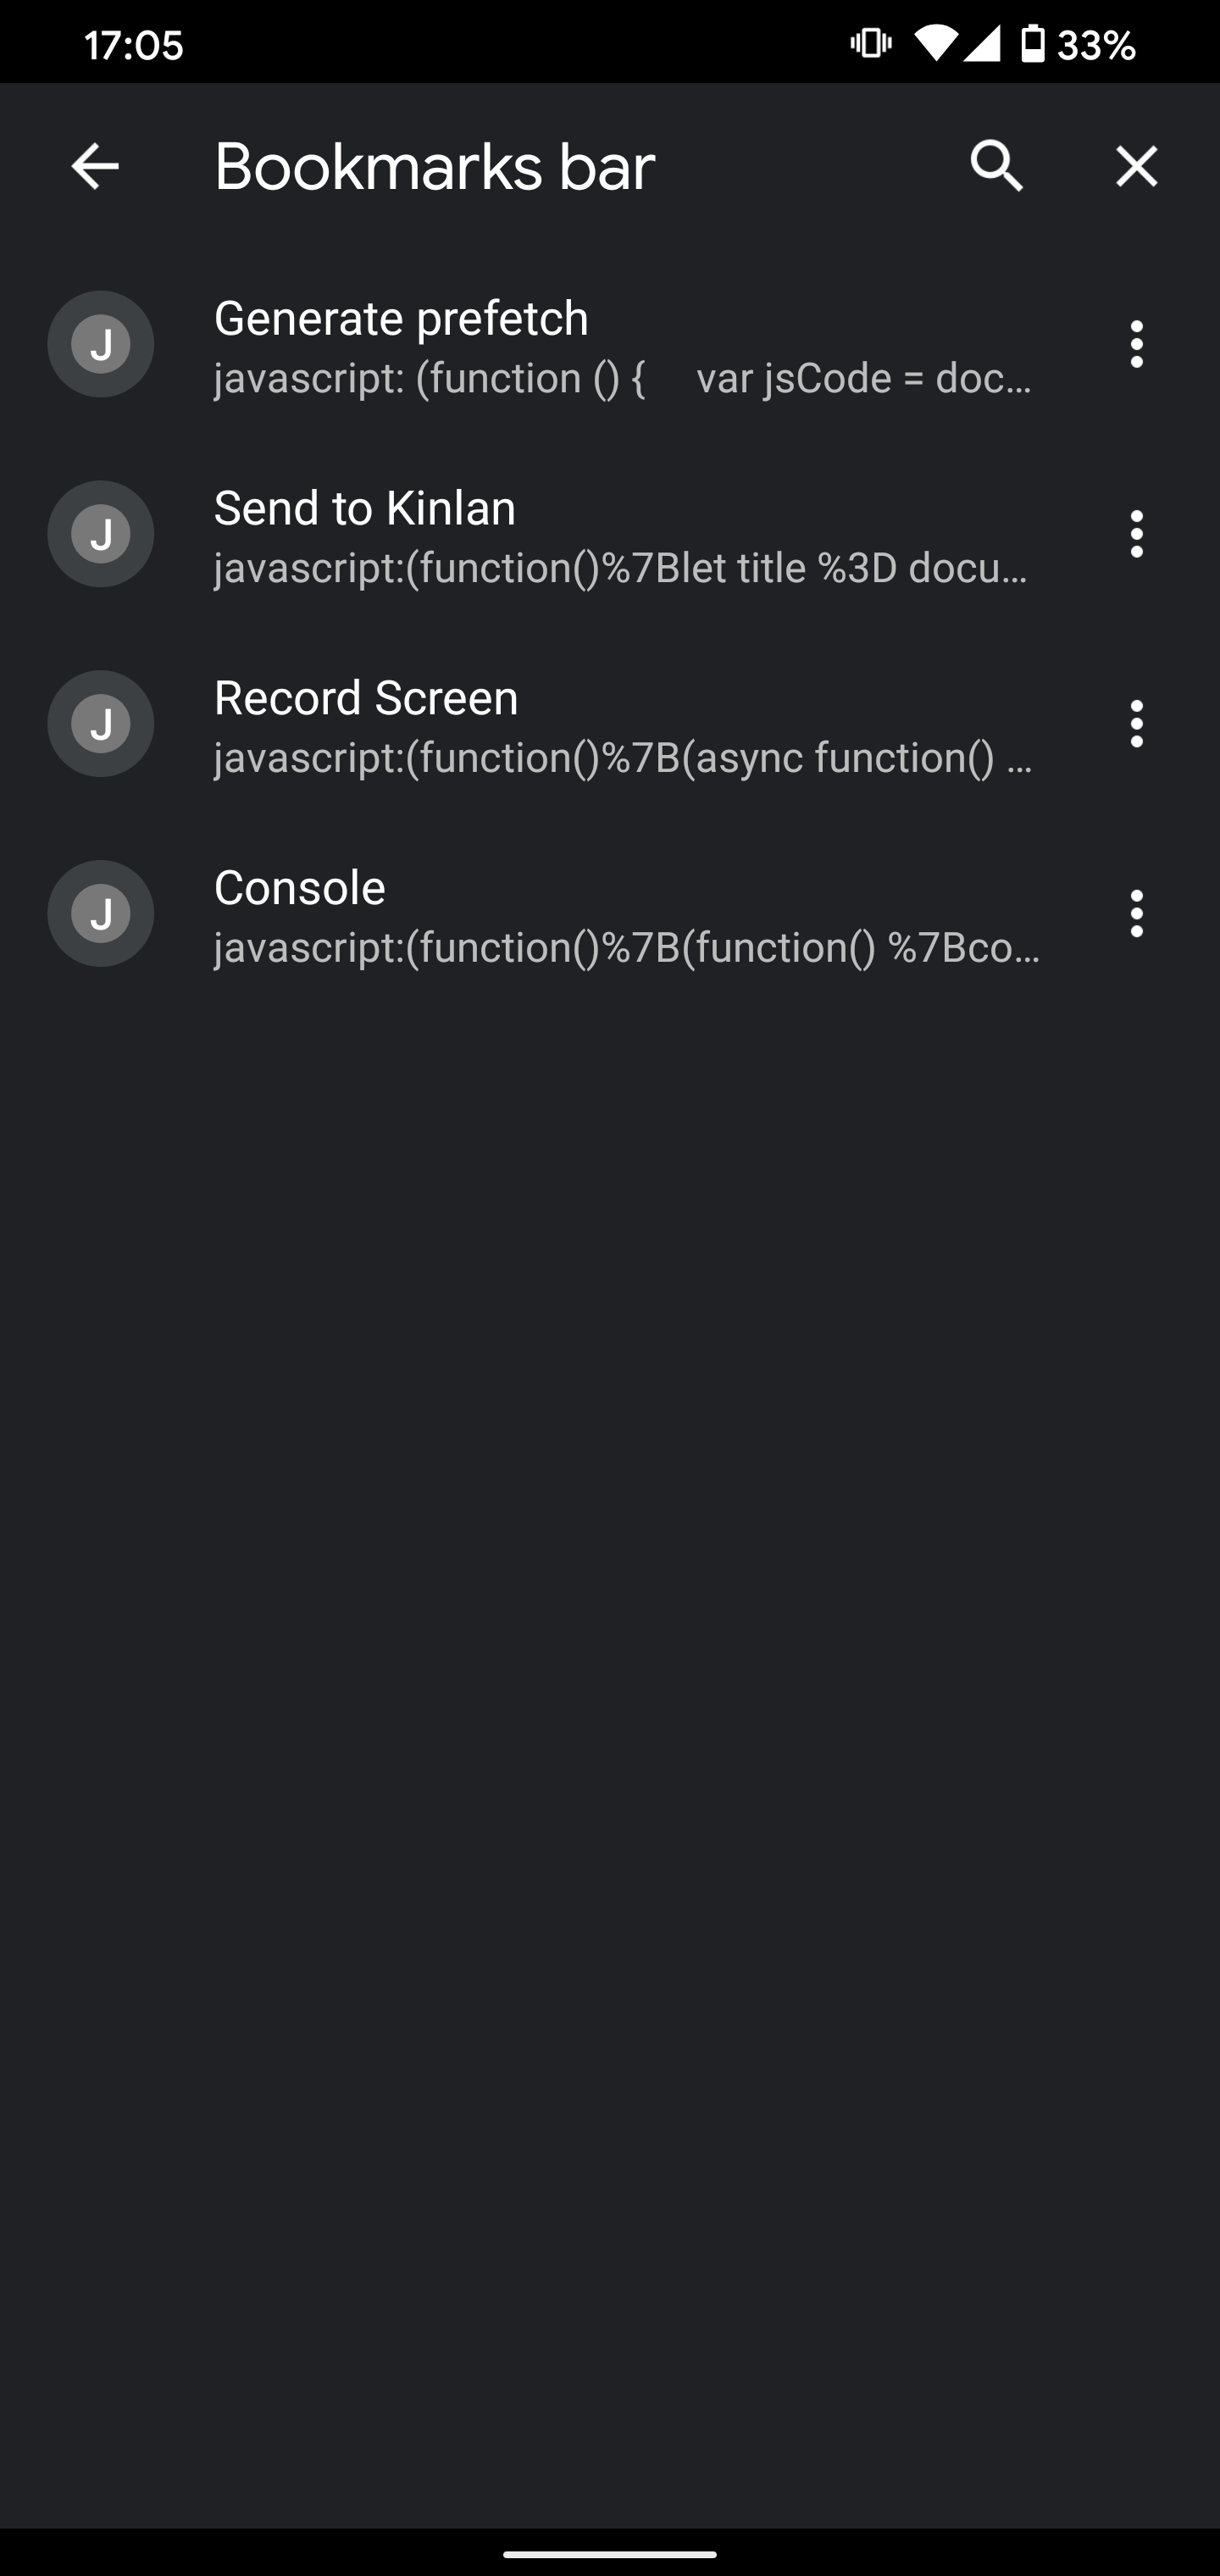 17:05 33%
Bookmarks bar
J
Generate prefetch
javascript: (function () {     var jsCode = doc…
J
Send to Kinlan
javascript:(function()%7Blet title %3D docu…
J
Record Screen
javascript:(function()%7B(async function() …
J
Console
javascript:(function()%7B(function() %7Bco…